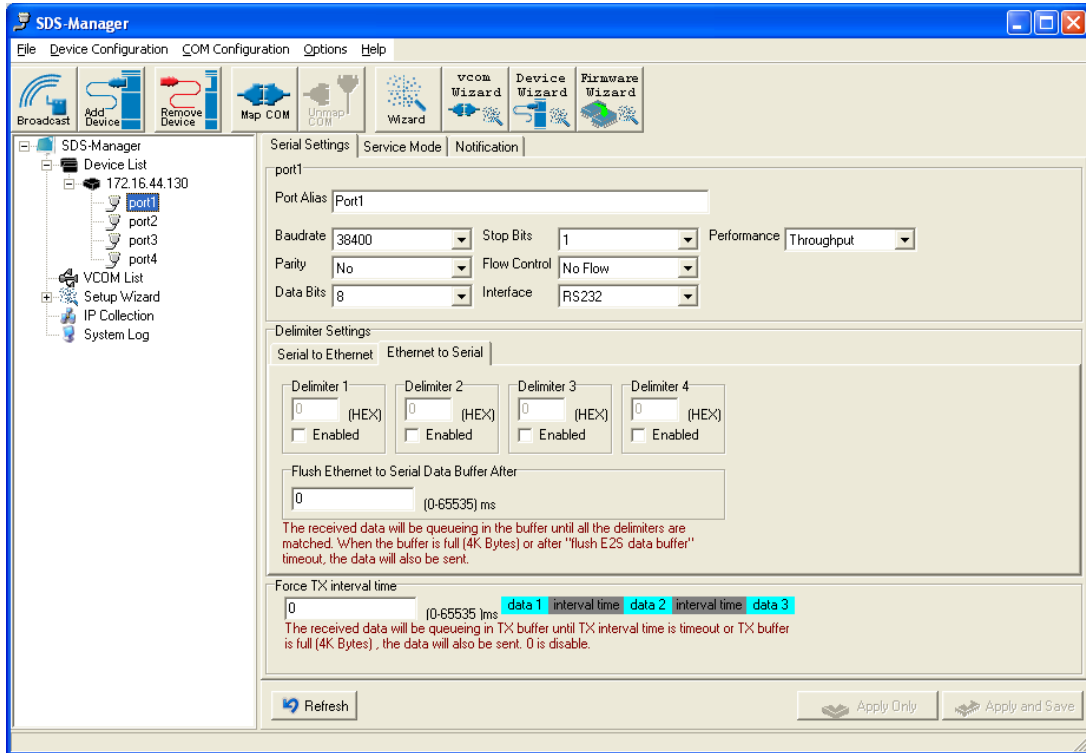 SDS-Manager
File Device Configuration COM Configuration Options Help
Broadcast
Add Device
Remove Device
Map COM
Unmap COM
Wizard
vcom Wizard
Device Wizard
Firmware Wizard
SDS-Manager
Device List
172.16.44.130
port1
port2
port3
port4
VCOM List
Setup Wizard
IP Collection
System Log
Serial Settings Service Mode Notification
port1
Port Alias Port1
Baudrate 38400 Stop Bits 1 Performance Throughput
Parity No Flow Control No Flow
Data Bits 8 Interface RS232
Delimiter Settings
Serial to Ethernet Ethernet to Serial
Delimiter 1 Delimiter 2 Delimiter 3 Delimiter 4
0 (HEX) 0 (HEX) 0 (HEX) 0 (HEX)
Enabled Enabled Enabled Enabled
Flush Ethernet to Serial Data Buffer After
0 (0-65535) ms
The received data will be queueing in the buffer until all the delimiters are
matched. When the buffer is full (4K Bytes) or after "flush E2S data buffer"
timeout, the data will also be sent.
Force TX interval time
0 (0-65535 )ms data 1 interval time data 2 interval time data 3
The received data will be queueing in TX buffer until TX interval time is timeout or TX buffer
is full (4K Bytes) , the data will also be sent. 0 is disable.
Refresh Apply Only Apply and Save